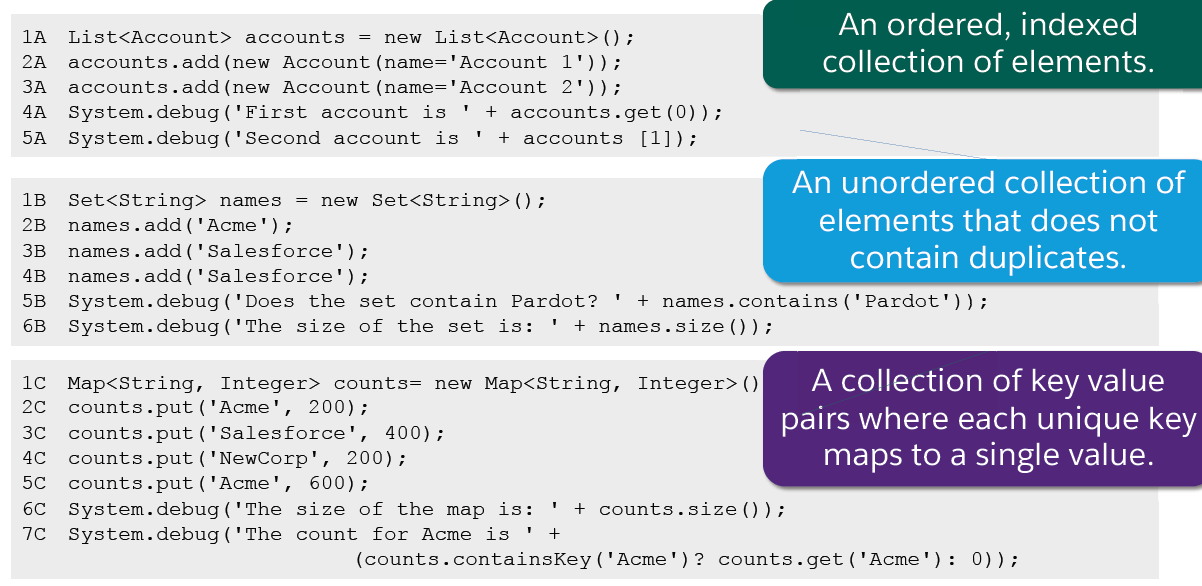 1A List<Account> accounts = new List<Account>();
2A accounts.add(new Account(name='Account 1'));
3A accounts.add(new Account(name='Account 2'));
4A System.debug('First account is ' + accounts.get(0));
5A System.debug('Second account is ' + accounts [1]);
An ordered, indexed
collection of elements.
1B Set<String> names = new Set<String>();
2B names.add('Acme');
3B names.add('Salesforce');
4B names.add('Salesforce');
5B System.debug('Does the set contain Pardot? ' + names.contains('Pardot'));
6B System.debug('The size of the set is: ' + names.size());
An unordered collection of
elements that does not
contain duplicates.
1C Map<String, Integer> counts= new Map<String, Integer>()
2C counts.put('Acme', 200);
3C counts.put('Salesforce', 400);
4C counts.put('NewCorp', 200);
5C counts.put('Acme', 600);
6C System.debug('The size of the map is: ' + counts.size());
7C System.debug('The count for Acme is ' +
(counts.containsKey('Acme')? counts.get('Acme'): 0));
A collection of key value
pairs where each unique key
maps to a single value.